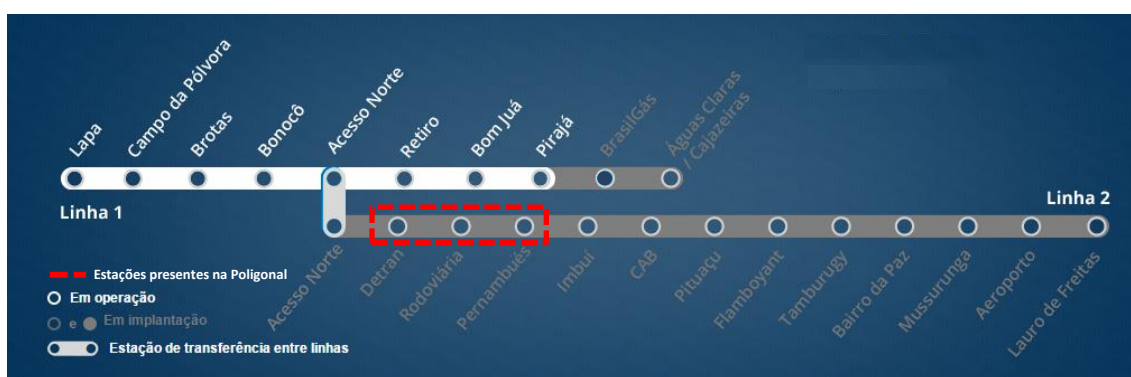 Lapa
Campo da Pólvora
Brotas
Bonocô
Acesso Norte
Retiro
Bom Juá
Pirajá
BrasilGás
Águas Claras
/ Cajazeiras
Linha 1
Linha 2
Acesso Norte
Detran
Rodoviária
Pernambués
Imbuí
CAB
Pituaçu
Flamboyant
Tamburugy
Bairro da Paz
Mussurunga
Aeroporto
Lauro de Freitas
Estações presentes na Poligonal
Em operação
e Em implantação
Estação de transferência entre linhas